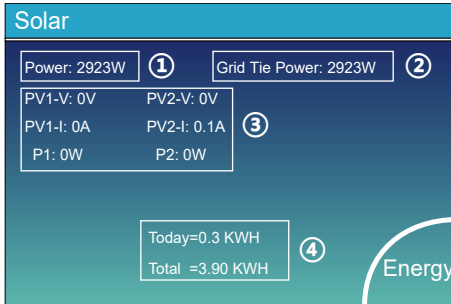 Solar
Power: 2923W ① Grid Tie Power: 2923W ②
PV1-V: 0V PV2-V: 0V
PV1-I: 0A PV2-I: 0.1A ③
P1: 0W P2: 0W
Today=0.3 KWH
④
Total =3.90 KWH
Energy